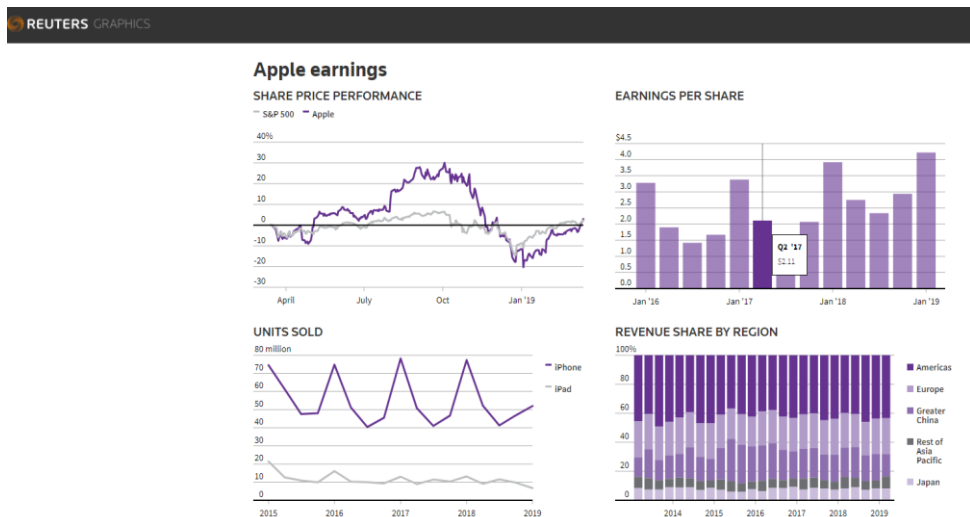 REUTERS GRAPHICS
Apple earnings
SHARE PRICE PERFORMANCE
S&P 500 Apple
40%
30
20
10
0
-10
-20
-30
April July Oct Jan '19
EARNINGS PER SHARE
$4.5
4.0
3.5
3.0
2.5
2.0
1.5
1.0
0.5
0.0
Q2 '17
$2.11
Jan '16 Jan '17 Jan '18 Jan '19
UNITS SOLD
80 million
70
60
50
40
30
20
10
0
2015 2016 2017 2018 2019
iPhone
iPad
REVENUE SHARE BY REGION
100%
80
60
40
20
0
2014 2015 2016 2017 2018 2019
Americas
Europe
Greater
China
Rest of
Asia
Pacific
Japan